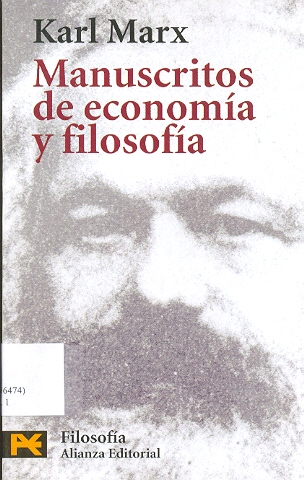 Karl Marx
Manuscritos
de economía
y filosofía
6474)
1
Filosofía
Alianza Editorial